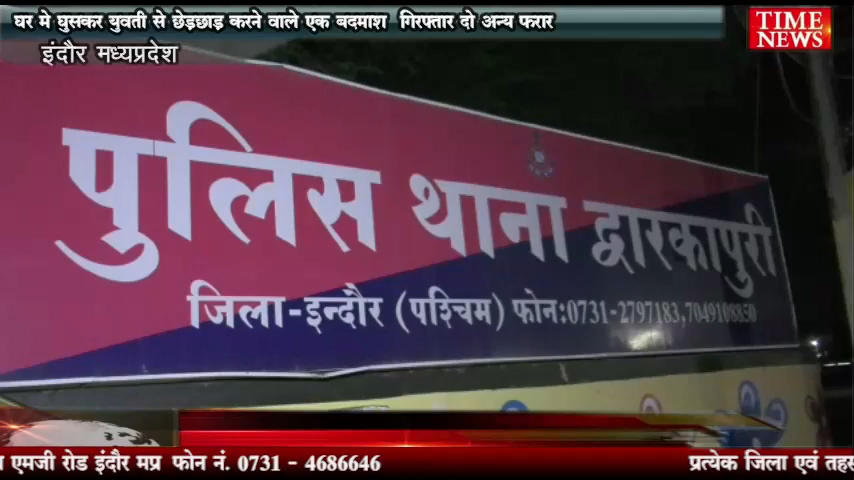 घर मे घुसकर युवती से छेड़छाड़ करने वाले एक बदमाश गिरफ्तार दो अन्य फरार
TIME
NEWS
इंदौर मध्यप्रदेश
पुलिस थाना द्वारकापुरी
जिला-इन्दौर (पश्चिम) फोन:0731-2797183,7049108850
एमजी रोड इंदौर मप्र फोन नं. 0731 - 4686646
प्रत्येक जिला एवं